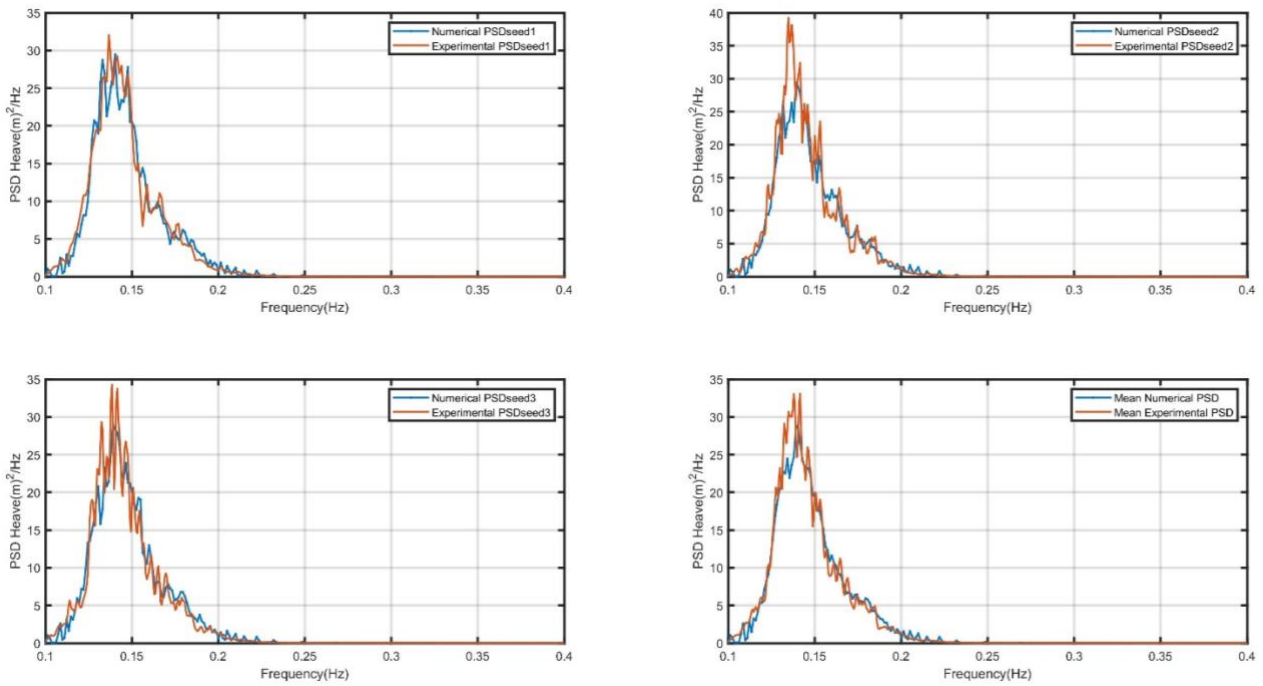 35
30
25
20
15
10
5
0
PSD Heave(m)^2/Hz
Numerical PSDseed1
Experimental PSDseed1
0.1 0.15 0.2 0.25 0.3 0.35 0.4
Frequency(Hz)
40
35
30
25
20
15
10
5
0
PSD Heave(m)^2/Hz
Numerical PSDseed2
Experimental PSDseed2
0.1 0.15 0.2 0.25 0.3 0.35 0.4
Frequency(Hz)
35
30
25
20
15
10
5
0
PSD Heave(m)^2/Hz
Numerical PSDseed3
Experimental PSDseed3
0.1 0.15 0.2 0.25 0.3 0.35 0.4
Frequency(Hz)
35
30
25
20
15
10
5
0
PSD Heave(m)^2/Hz
Mean Numerical PSD
Mean Experimental PSD
0.1 0.15 0.2 0.25 0.3 0.35 0.4
Frequency(Hz)